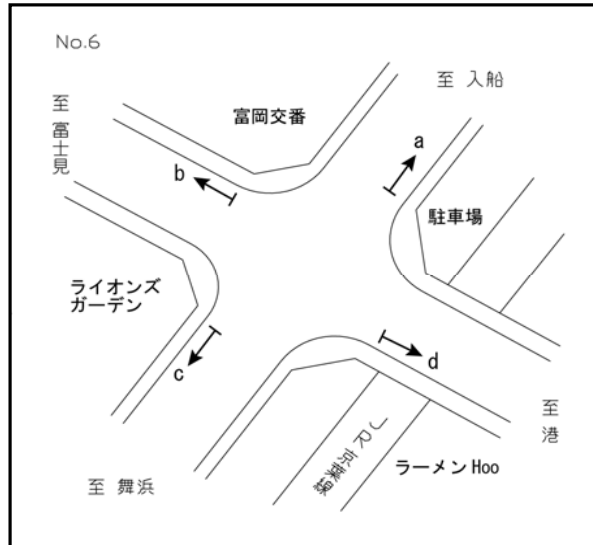 No.6
至 入船
至 富士見
富岡交番
a
b
駐車場
ライオンズ
ガーデン
c
d
至 港
JR京葉線
ラーメン Hoo
至 舞浜